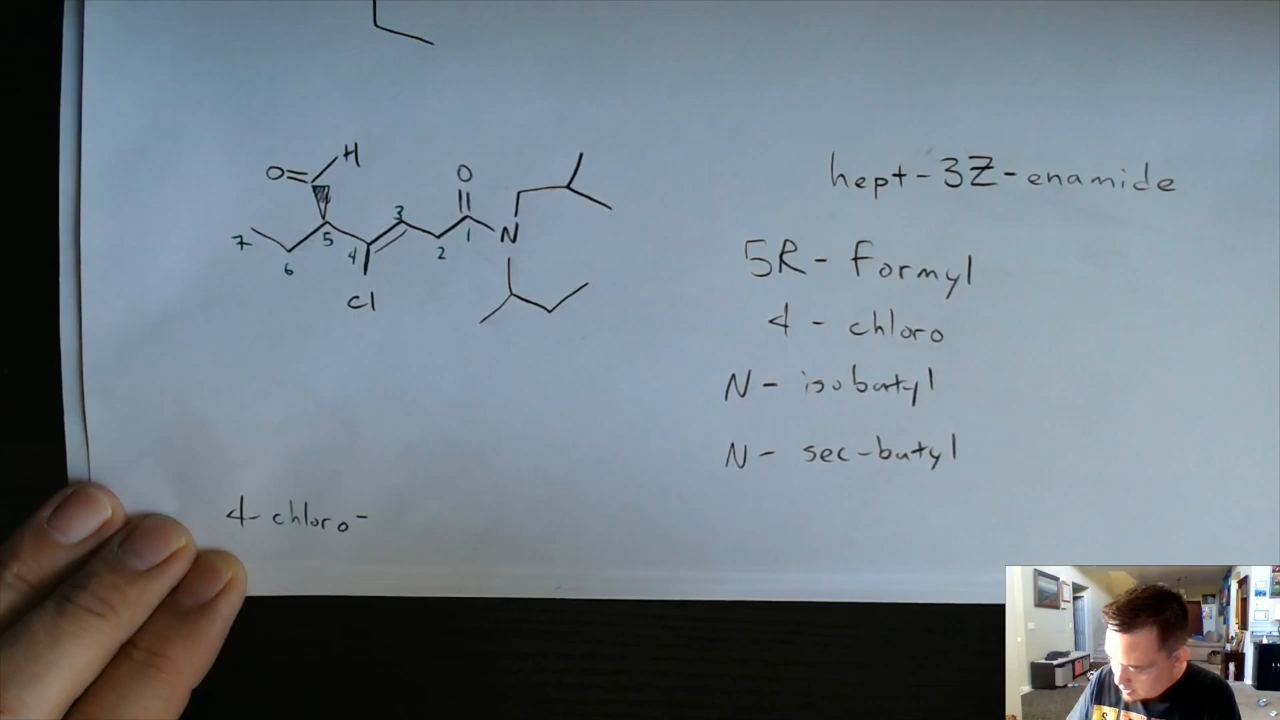 H
O
O
3
N
7
5
4
1
2
6
Cl
hept-3Z-enamide
5R-formyl
4-chloro
N-isobutyl
N-sec-butyl
4-chloro-